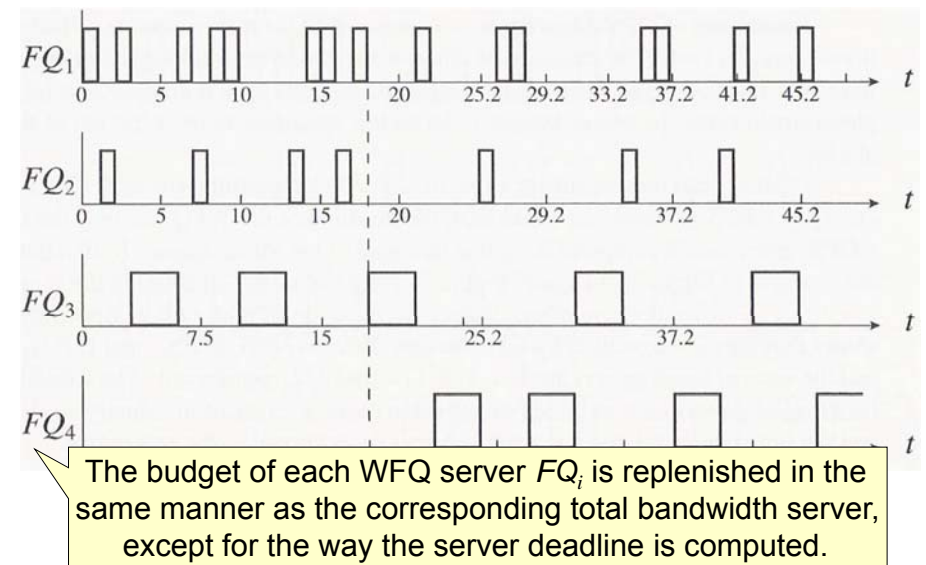 FQ1
t
0 5 10 15 20 25.2 29.2 33.2 37.2 41.2 45.2
FQ2
t
0 5 10 15 20 29.2 37.2 45.2
FQ3
t
0 7.5 15 25.2 37.2
FQ4
t
The budget of each WFQ server FQi is replenished in the
same manner as the corresponding total bandwidth server,
except for the way the server deadline is computed.